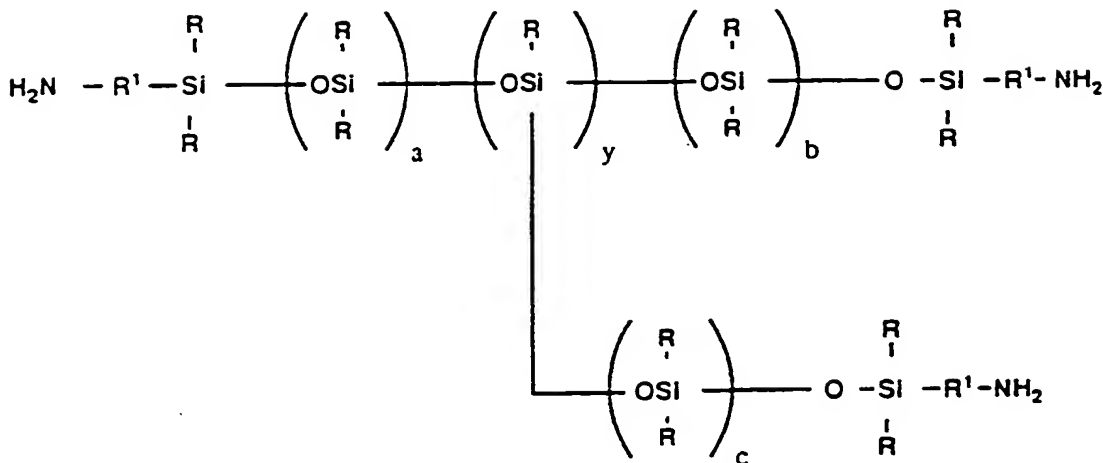 R R R R R
H₂N – R¹ – Si ( OSi ) ( OSi ) ( OSi ) O – Si – R¹ – NH₂
R R R R
a y b
R R
( OSi ) O – Si – R¹ – NH₂
R R
c